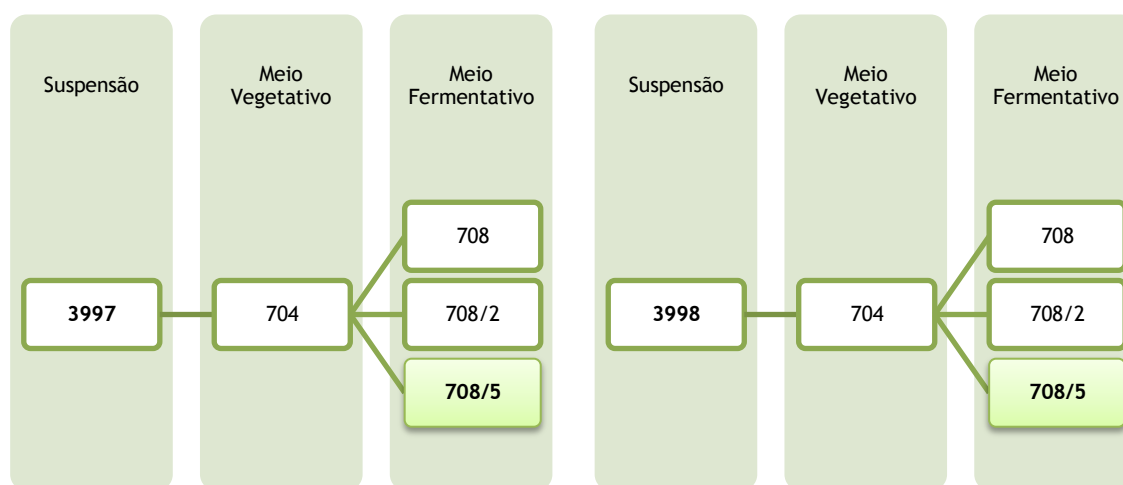 Suspensão
Meio
Vegetativo
Meio
Fermentativo
3997
704
708
708/2
708/5
Suspensão
Meio
Vegetativo
Meio
Fermentativo
3998
704
708
708/2
708/5